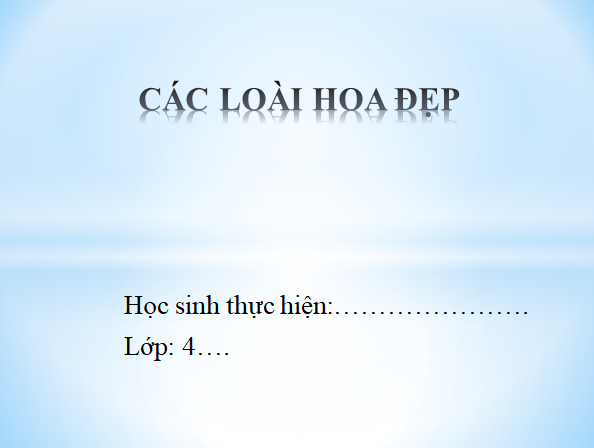 CÁC LOÀI HOA ĐẸP
Học sinh thực hiện:………………….
Lớp: 4….